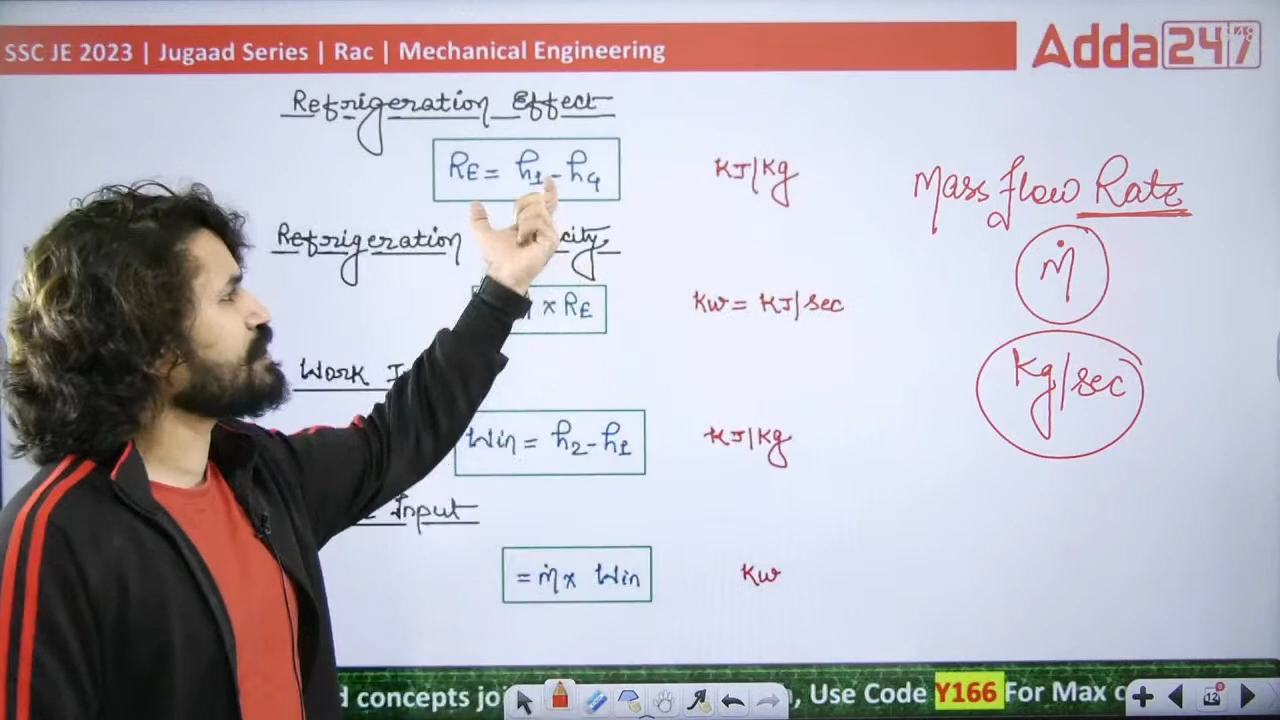 SSC JE 2023 | Jugaad Series | Rac | Mechanical Engineering
Adda247
Refrigeration Effect
RE = h1 - h4
KJ/Kg
Mass flow Rate
ṁ
Kg/sec
Refrigeration
× RE
Kw = KJ/sec
Work
Win = h2 - h1
KJ/Kg
Input
= ṁ x Win
Kw
d concepts
Use Code Y166 For Max
12